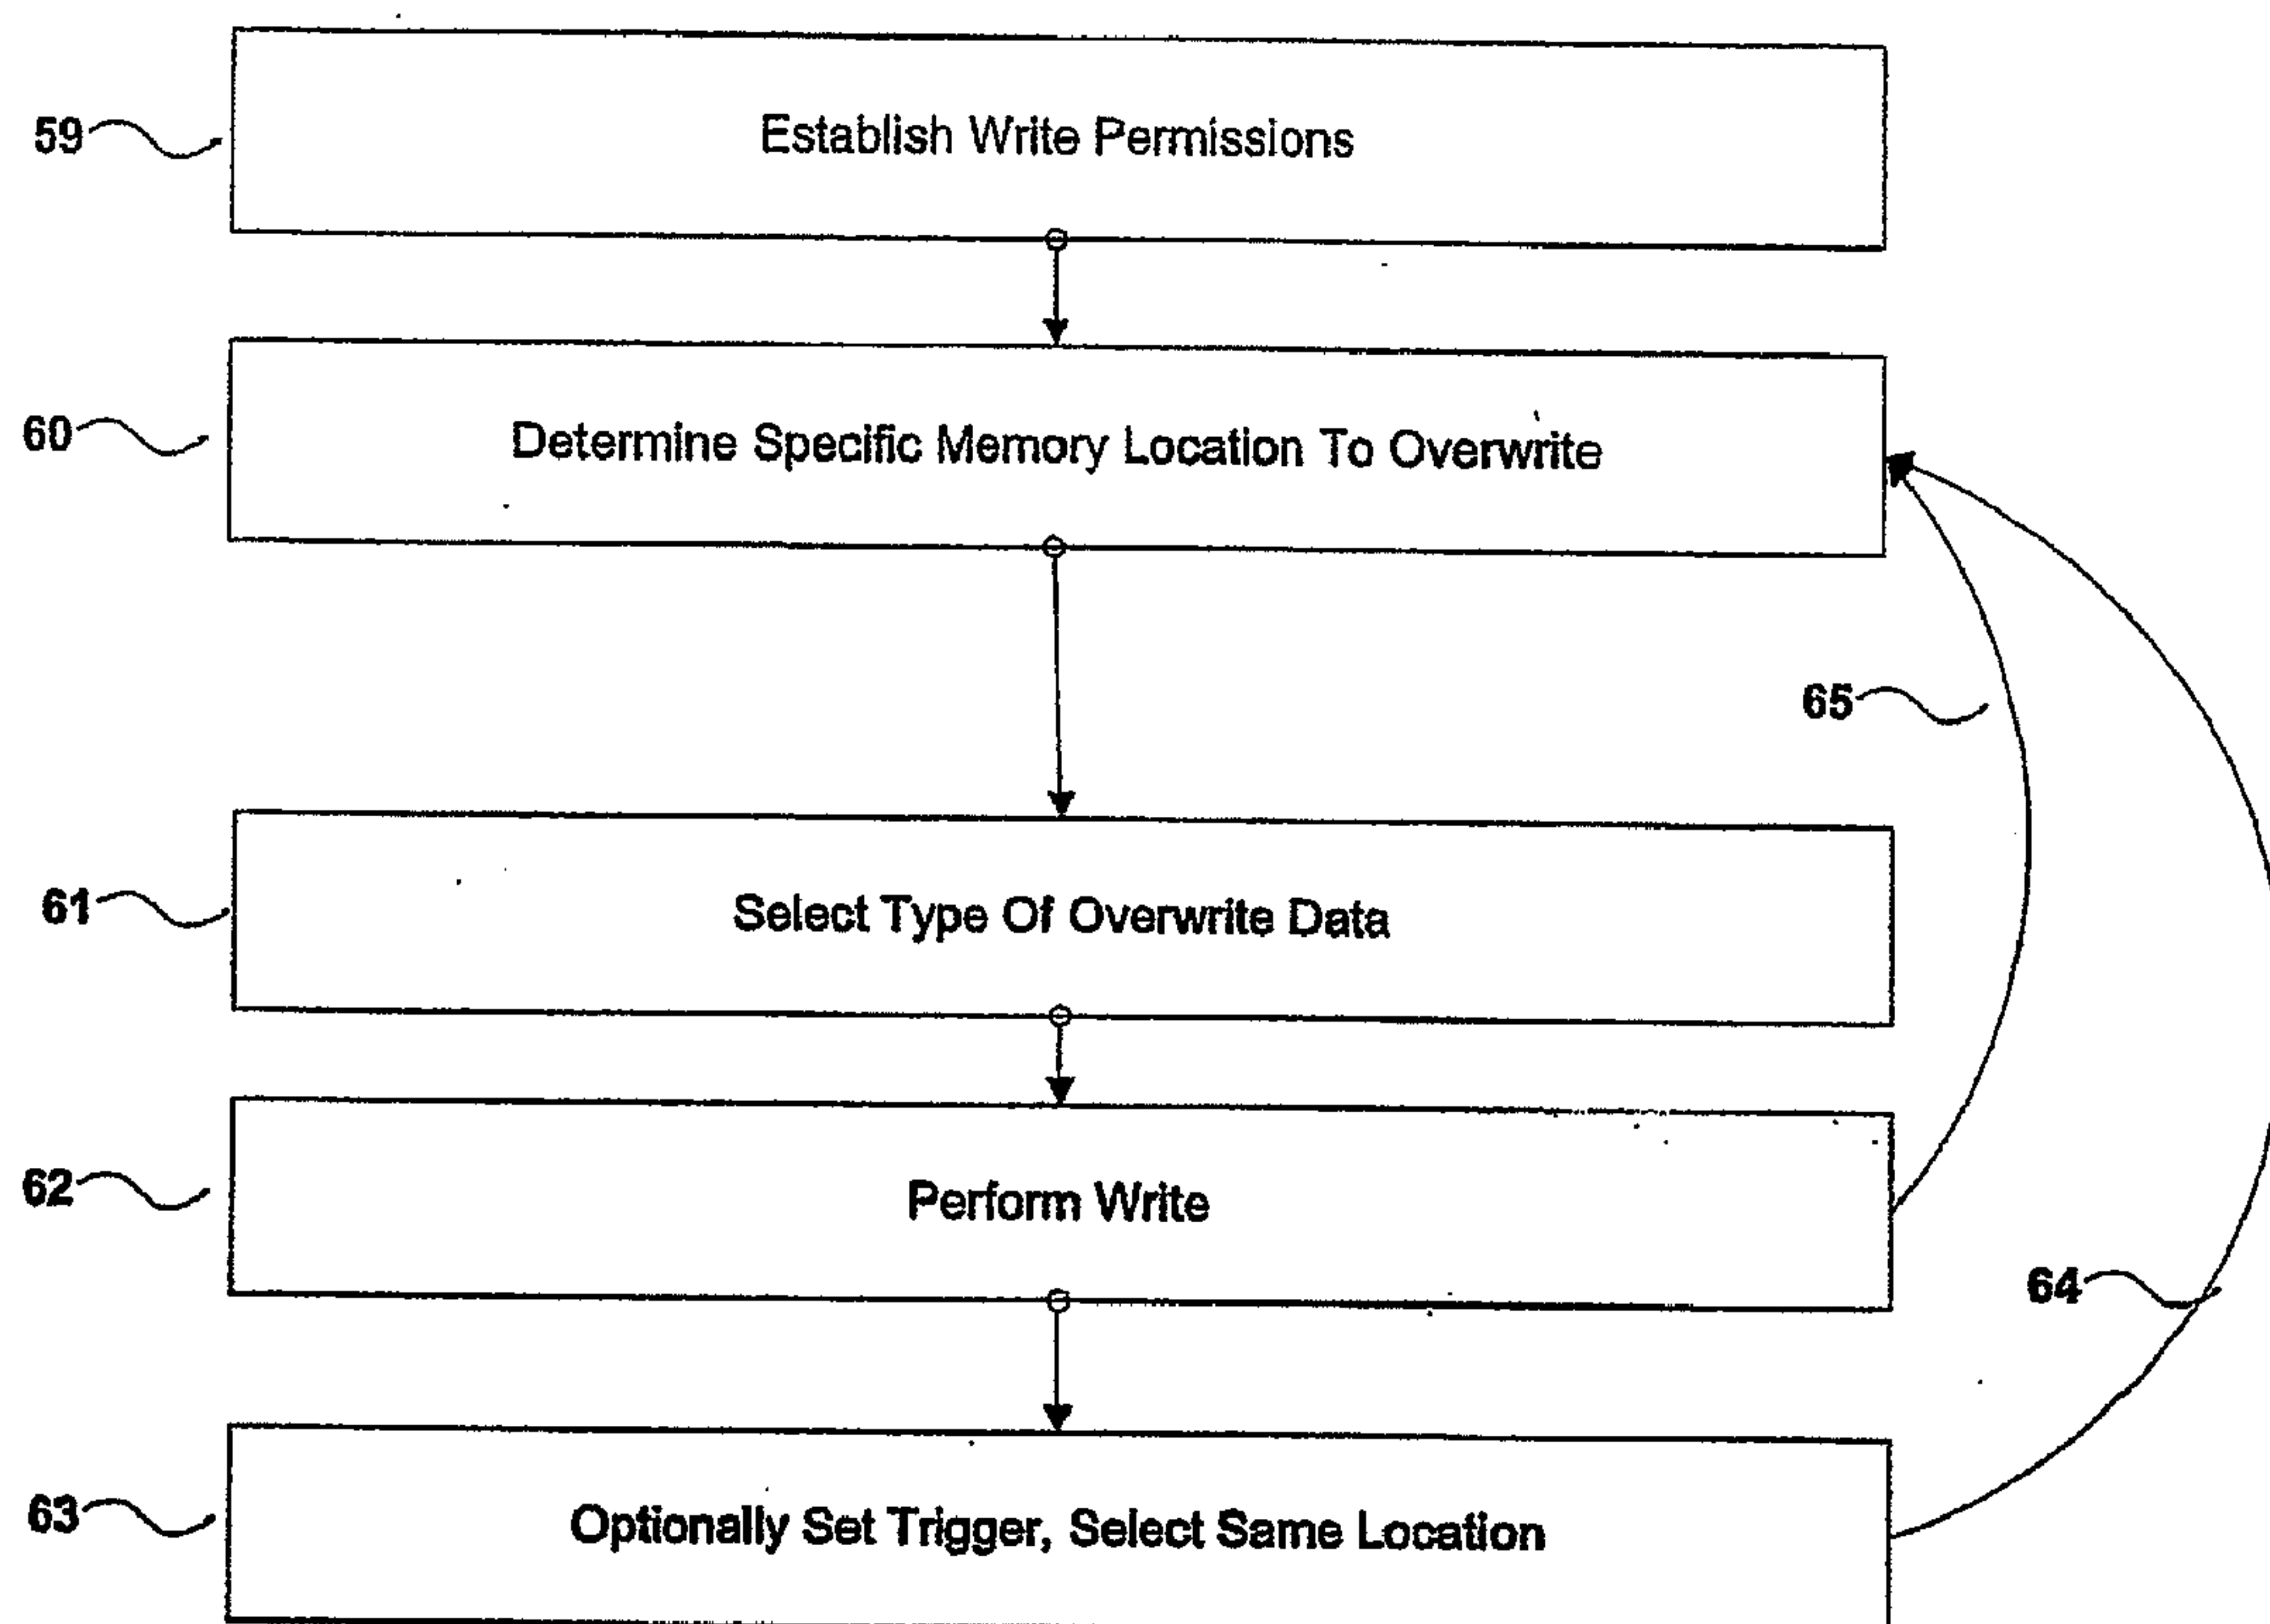 59
Establish Write Permissions
60
Determine Specific Memory Location To Overwrite
65
61
Select Type Of Overwrite Data
62
Perform Write
64
63
Optionally Set Trigger, Select Same Location